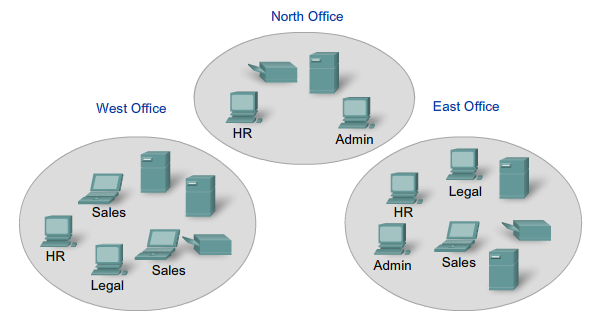 North Office
HR
Admin
West Office
Sales
HR
Legal
Sales
East Office
Legal
HR
Admin
Sales